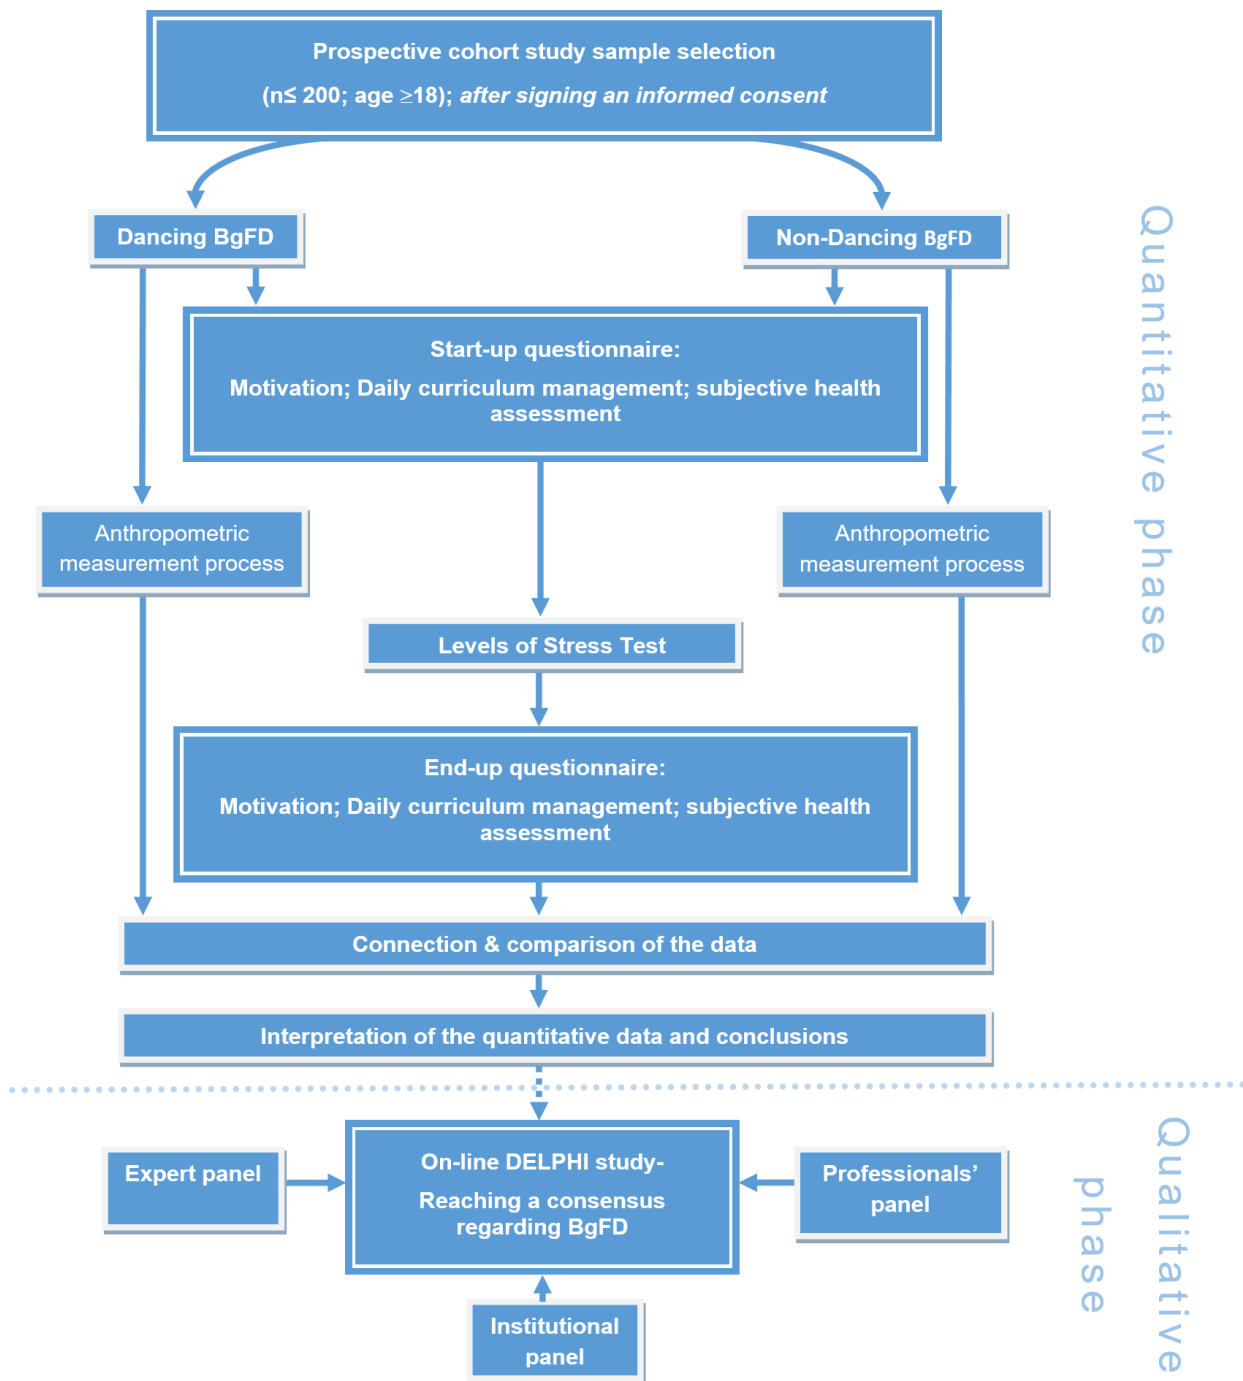 Prospective cohort study sample selection
(n≤ 200; age ≥18); after signing an informed consent
Dancing BgFD
Non-Dancing BgFD
Start-up questionnaire:
Motivation; Daily curriculum management; subjective health
assessment
Anthropometric
measurement process
Anthropometric
measurement process
Levels of Stress Test
End-up questionnaire:
Motivation; Daily curriculum management; subjective health
assessment
Connection & comparison of the data
Interpretation of the quantitative data and conclusions
Quantitative phase
Expert panel
On-line DELPHI study-
Reaching a consensus
regarding BgFD
Professionals’
panel
Institutional
panel
Qualitative
phase